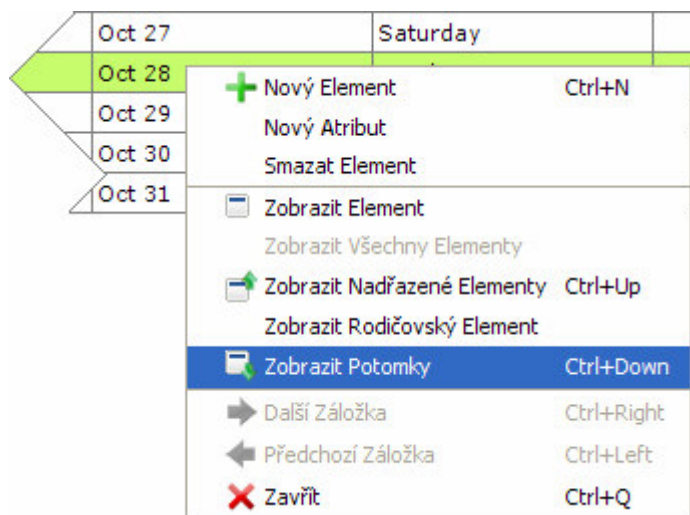 Oct 27 Saturday
Oct 28
Nový Element Ctrl+N
Oct 29
Nový Atribut
Oct 30
Smazat Element
Oct 31
Zobrazit Element
Zobrazit Všechny Elementy
Zobrazit Nadřazené Elementy Ctrl+Up
Zobrazit Rodičovský Element
Zobrazit Potomky Ctrl+Down
Další Záložka Ctrl+Right
Předchozí Záložka Ctrl+Left
Zavřít Ctrl+Q